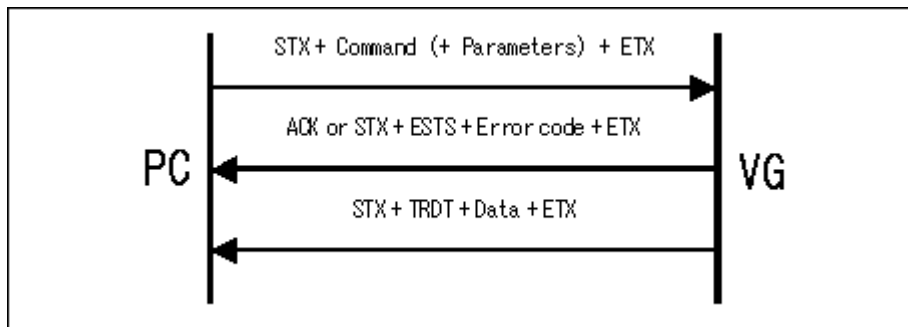 STX + Command (+ Parameters) + ETX
ACK or STX + ESTS + Error code + ETX
PC
VG
STX + TRDT + Data + ETX